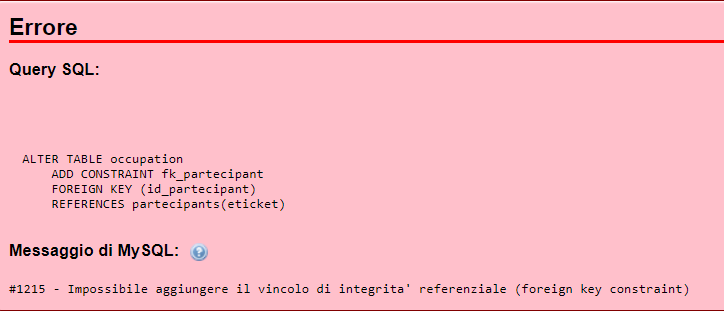 Errore
Query SQL:
ALTER TABLE occupation
ADD CONSTRAINT fk_partecipant
FOREIGN KEY (id_partecipant)
REFERENCES partecipants(eticket)
Messaggio di MySQL:
#1215 - Impossibile aggiungere il vincolo di integrita' referenziale (foreign key constraint)